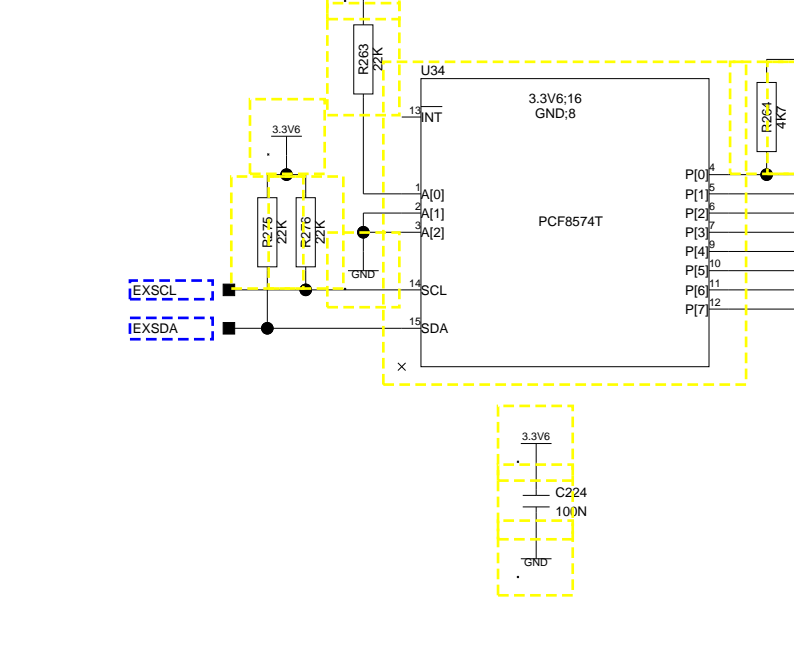 R263
22K
U34
3.3V6;16
GND;8
13
INT
3.3V6
R264
4K7
P[0]
4
1
A[0]
P[1]
5
2
A[1]
P[2]
6
PCF8574T
R275
22K
R276
22K
3
A[2]
P[3]
7
P[4]
9
GND
P[5]
10
EXSCL
14
SCL
P[6]
11
P[7]
12
EXSDA
15
SDA
3.3V6
C224
100N
GND